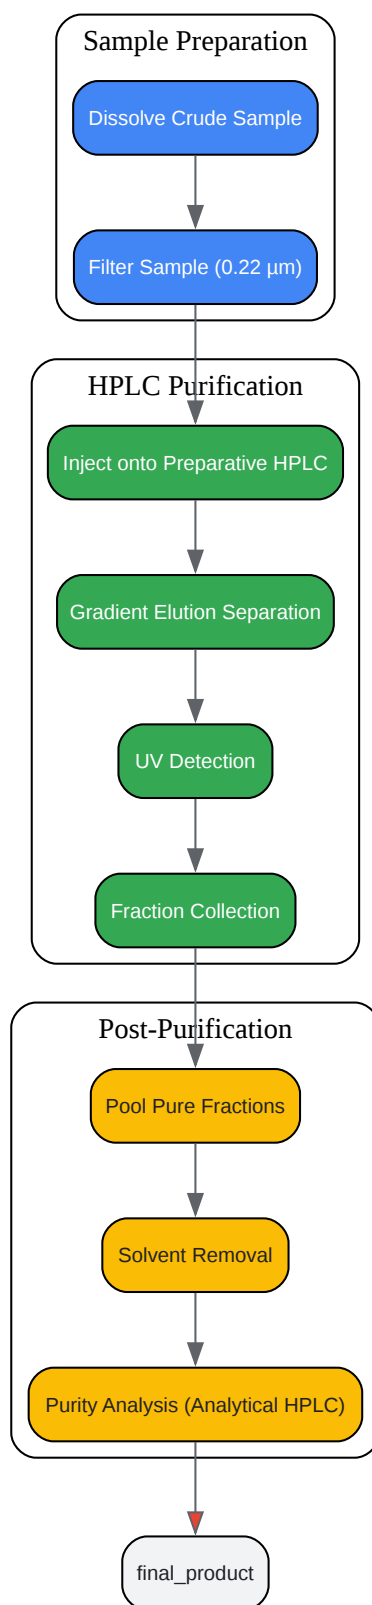 Sample Preparation
Dissolve Crude Sample
Filter Sample (0.22 µm)
HPLC Purification
Inject onto Preparative HPLC
Gradient Elution Separation
UV Detection
Fraction Collection
Post-Purification
Pool Pure Fractions
Solvent Removal
Purity Analysis (Analytical HPLC)
final_product